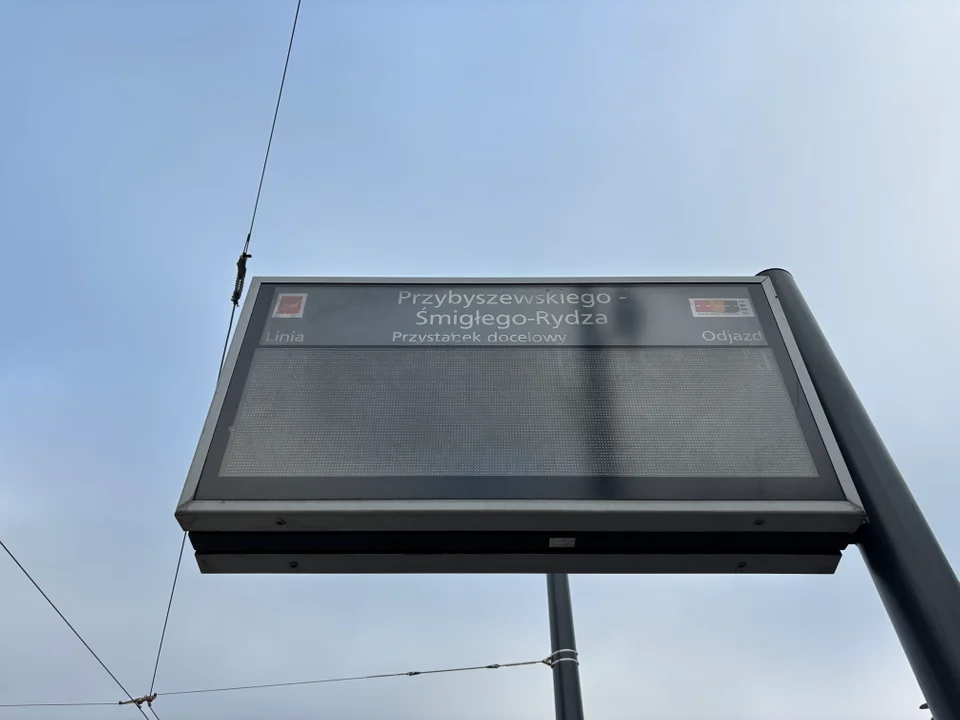 Przybyszewskiego -
Śmigłego-Rydza
Linia Przystanek docelowy Odjazd